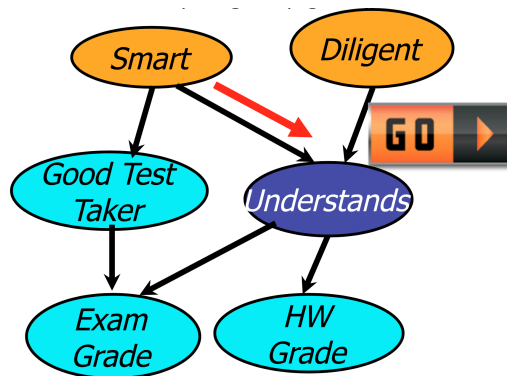 Smart
Diligent
GO
Good Test
Taker
Understands
Exam
Grade
HW
Grade